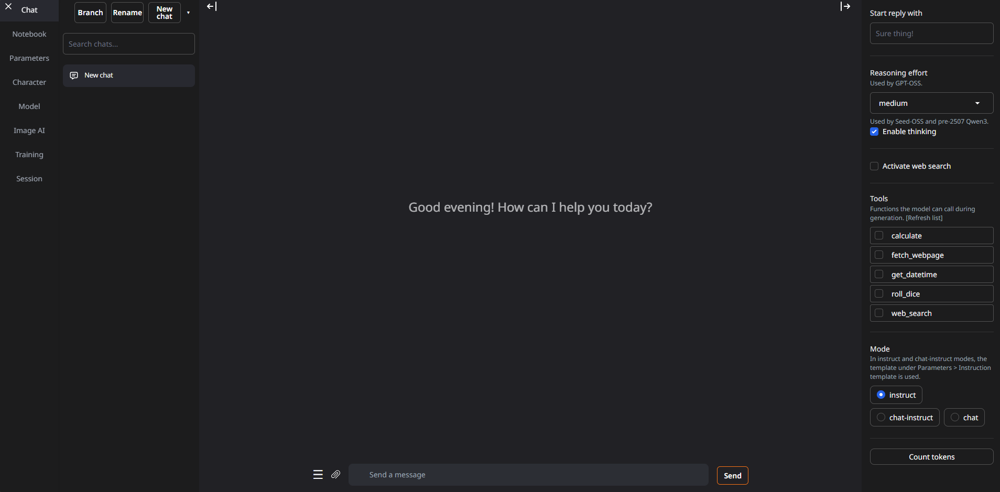 Chat
Notebook
Parameters
Character
Model
Image AI
Training
Session
Branch
Rename
New
chat
Search chats...
New chat
Good evening! How can I help you today?
Send a message
Send
Start reply with
Sure thing!
Reasoning effort
Used by GPT-OSS.
medium
Used by Seed-OSS and pre-2507 Qwen3.
Enable thinking
Activate web search
Tools
Functions the model can call during
generation. [Refresh list]
calculate
fetch_webpage
get_datetime
roll_dice
web_search
Mode
In instruct and chat-instruct modes, the
template under Parameters > Instruction
template is used.
instruct
chat-instruct
chat
Count tokens